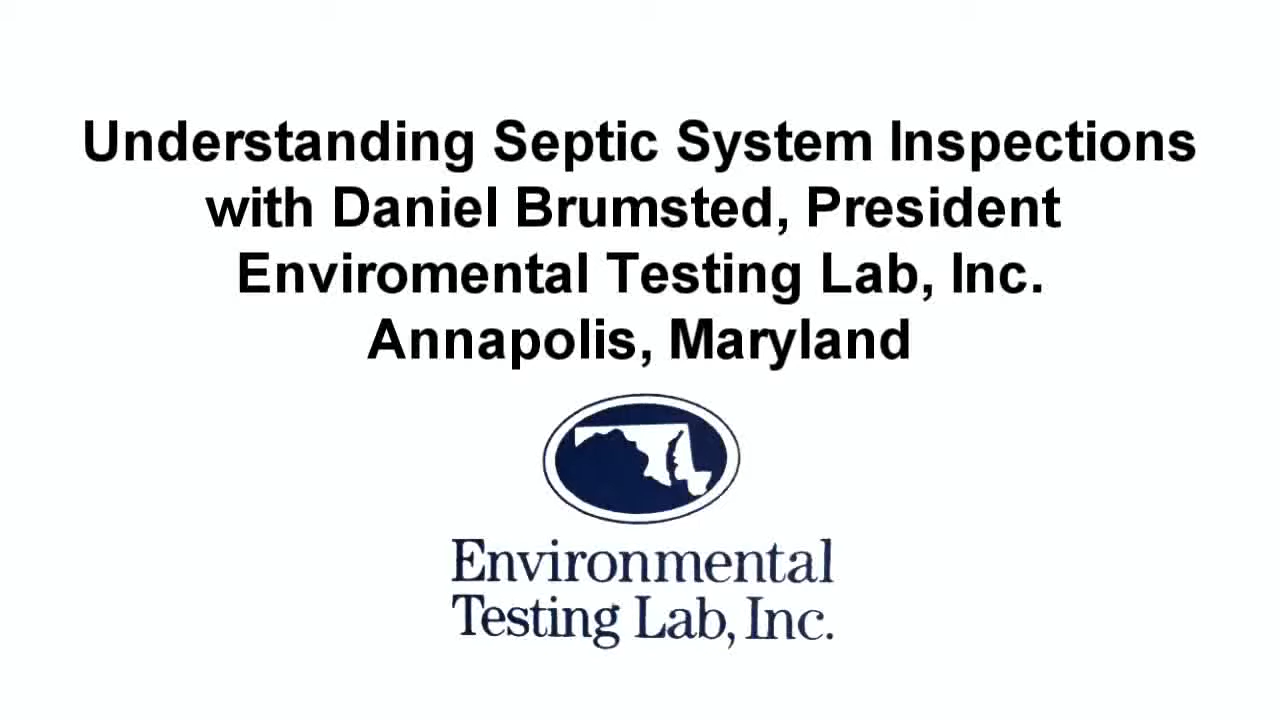 Understanding Septic System Inspections
with Daniel Brumsted, President
Enviromental Testing Lab, Inc.
Annapolis, Maryland
Environmental
Testing Lab, Inc.